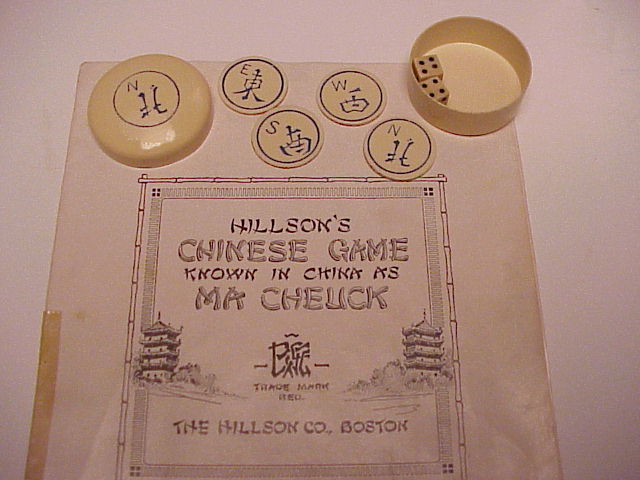 N
北
E
東
W
西
S
南
N
北
HILLSON'S
CHINESE GAME
KNOWN IN CHINA AS
MA CHEUCK
TRADE MARK
REG.
THE HILLSON CO., BOSTON